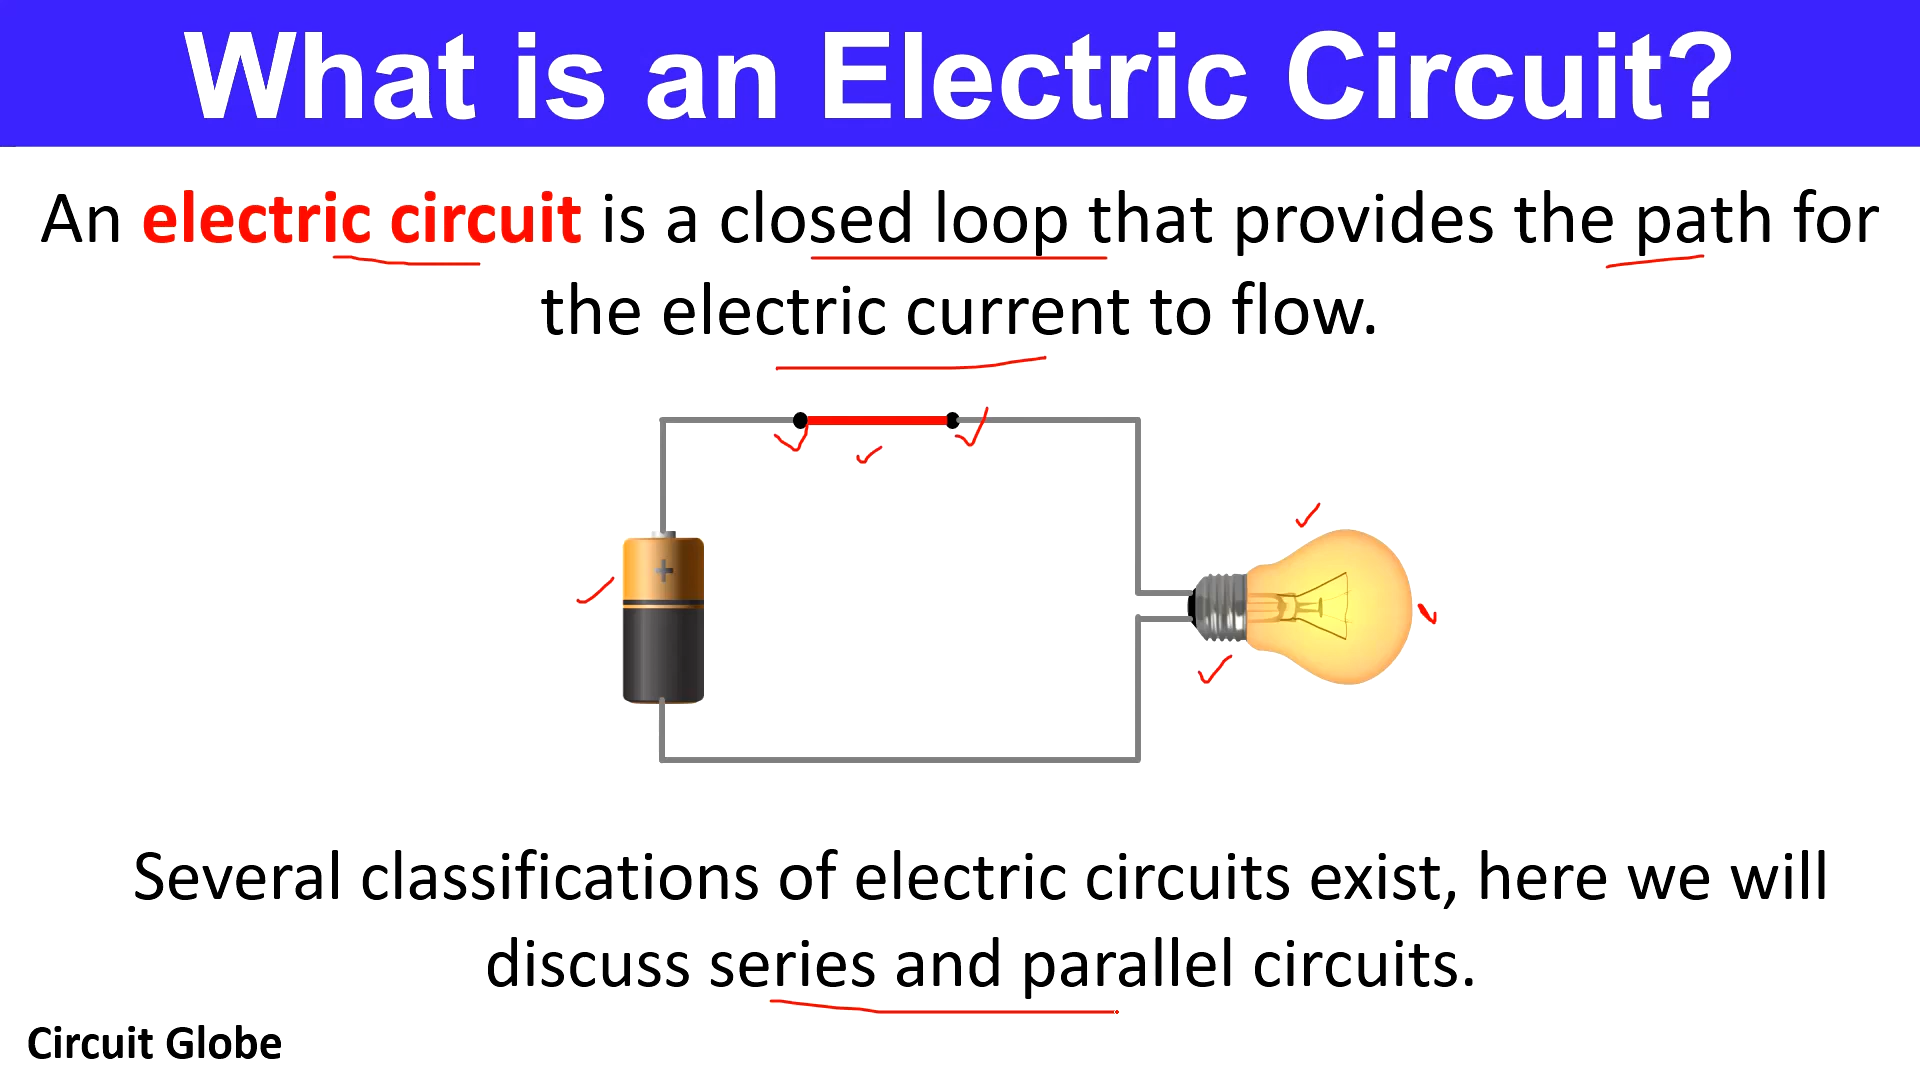 What is an Electric Circuit?
An electric circuit is a closed loop that provides the path for
the electric current to flow.
+
Several classifications of electric circuits exist, here we will
discuss series and parallel circuits.
Circuit Globe